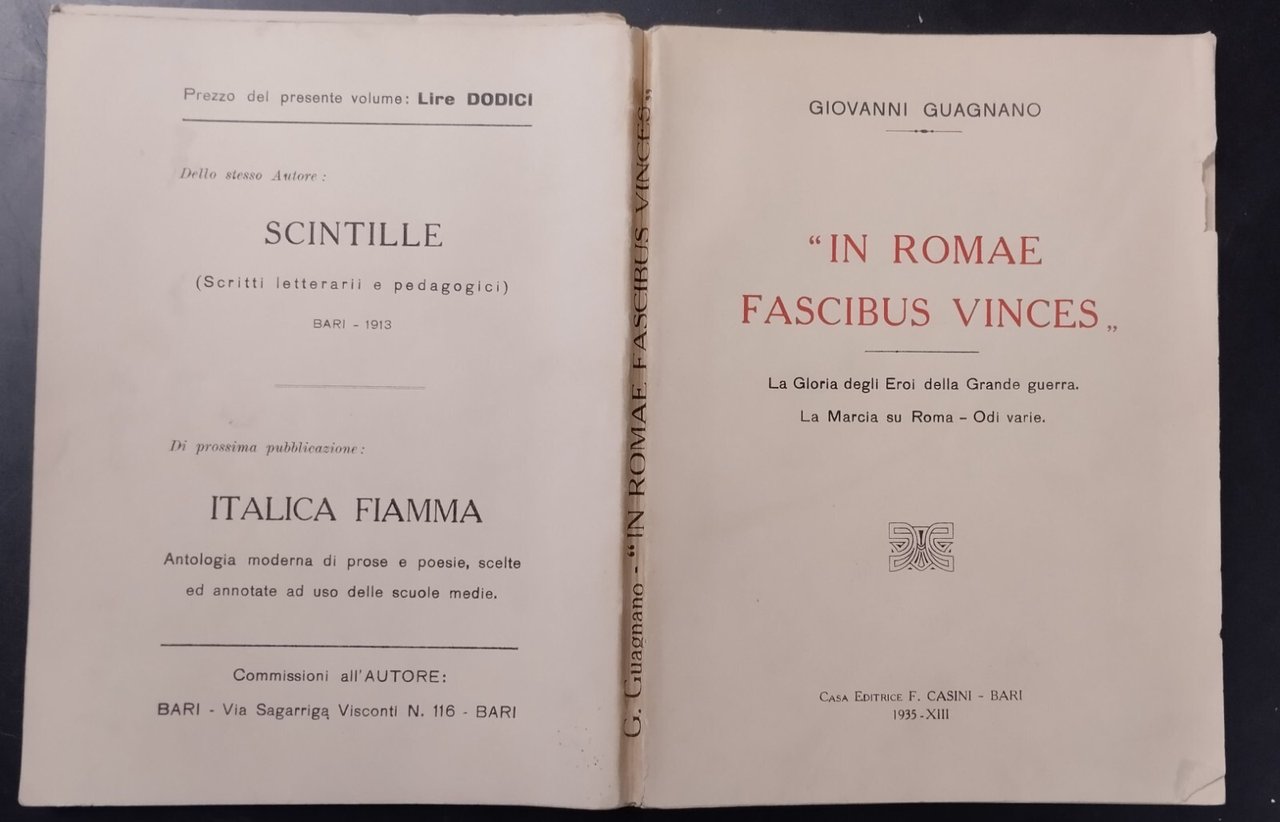 Prezzo del presente volume: Lire DODICI
Dello stesso Autore:
SCINTILLE
(Scritti letterarii e pedagogici)
BARI - 1913
Di prossima pubblicazione:
ITALICA FIAMMA
Antologia moderna di prose e poesie, scelte
ed annotate ad uso delle scuole medie.
Commissioni all'AUTORE:
BARI - Via Sagarriga Visconti N. 116 - BARI
G. Guagnano - “IN ROMAE FASCIBUS VINCES„
GIOVANNI GUAGNANO
“IN ROMAE
FASCIBUS VINCES„
La Gloria degli Eroi della Grande guerra.
La Marcia su Roma - Odi varie.
CASA EDITRICE F. CASINI - BARI
1935-XIII